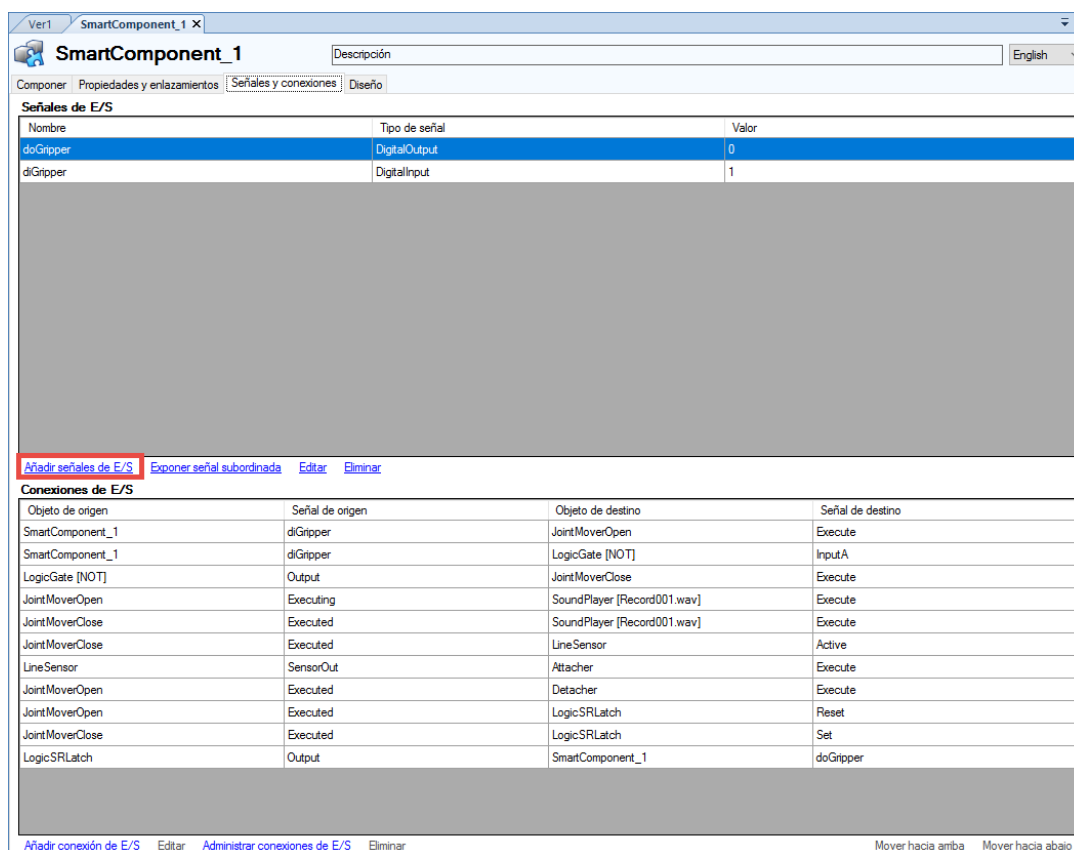 Ver1 SmartComponent_1 X
SmartComponent_1 Descripción English
Componer Propiedades y enlazamientos Señales y conexiones Diseño
Señales de E/S
Nombre Tipo de señal Valor
doGripper DigitalOutput 0
diGripper DigitalInput 1
Añadir señales de E/S Exponer señal subordinada Editar Eliminar
Conexiones de E/S
Objeto de origen Señal de origen Objeto de destino Señal de destino
SmartComponent_1 diGripper JointMoverOpen Execute
SmartComponent_1 diGripper LogicGate [NOT] InputA
LogicGate [NOT] Output JointMoverClose Execute
JointMoverOpen Executing SoundPlayer [Record001.wav] Execute
JointMoverClose Executed SoundPlayer [Record001.wav] Execute
JointMoverClose Executed LineSensor Active
LineSensor SensorOut Attacher Execute
JointMoverOpen Executed Detacher Execute
JointMoverOpen Executed LogicSRLatch Reset
JointMoverClose Executed LogicSRLatch Set
LogicSRLatch Output SmartComponent_1 doGripper
Añadir conexión de E/S Editar Administrar conexiones de E/S Eliminar Mover hacia arriba Mover hacia abajo